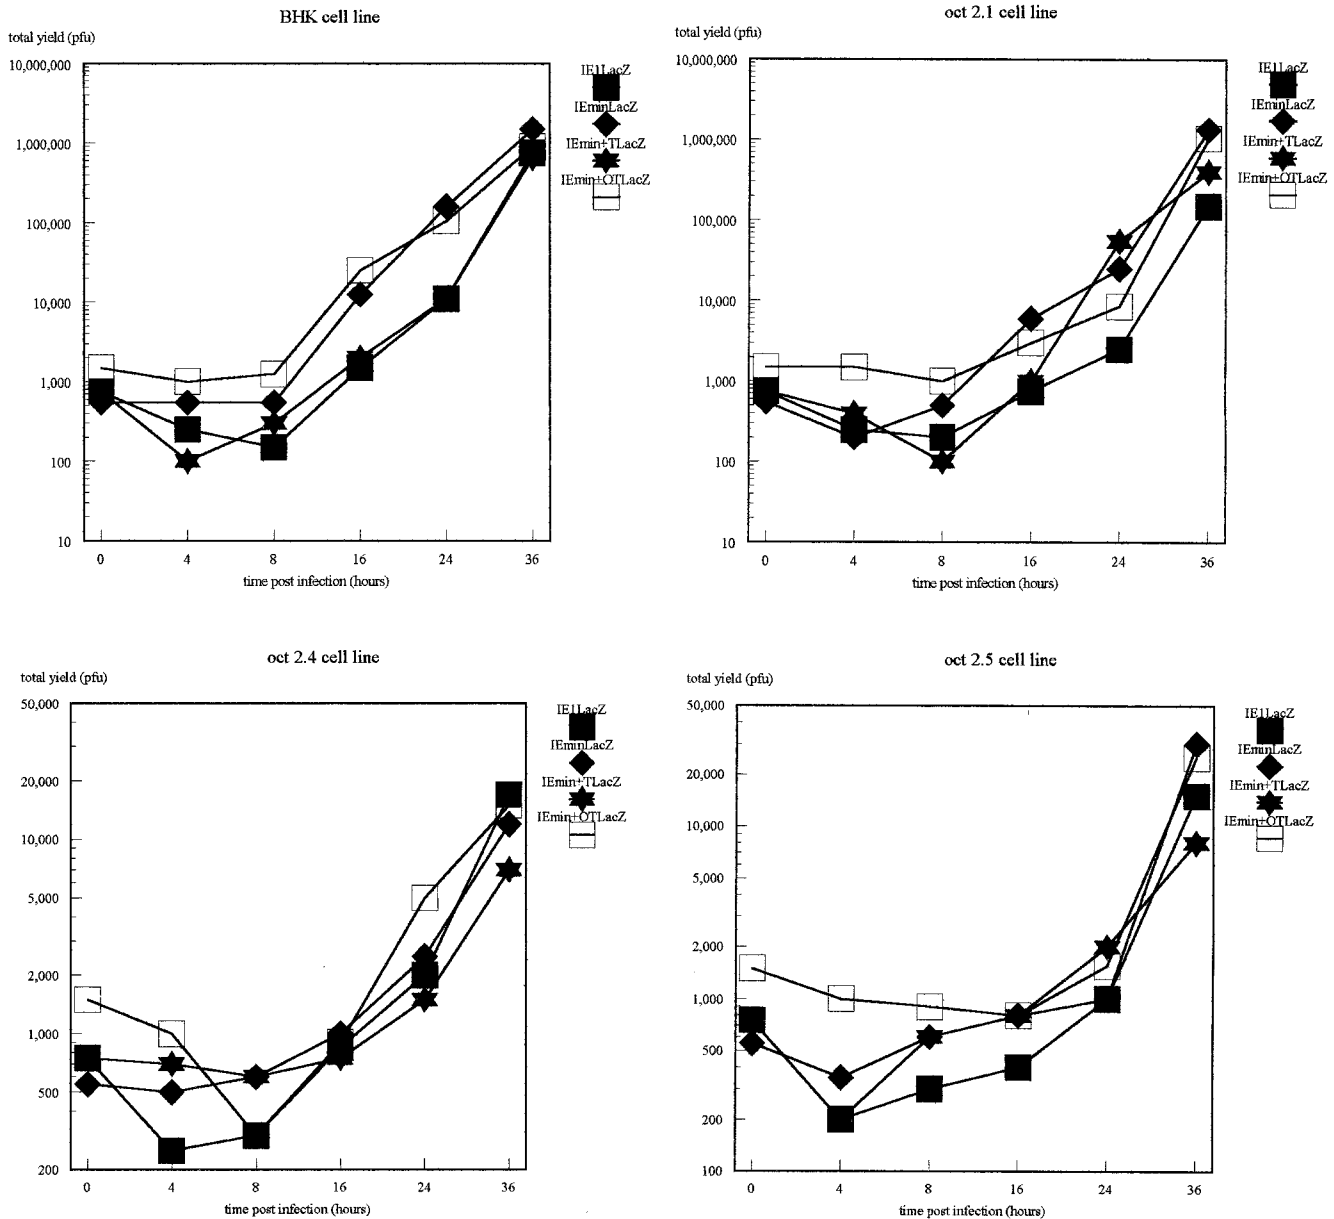 BHK cell line
total yield (pfu)
10,000,000
1,000,000
100,000
10,000
1,000
100
10
0 4 8 16 24 36
time post infection (hours)
IE1LacZ
IEminLacZ
IEmin+TLacZ
IEmin+OTLacZ
oct 2.1 cell line
total yield (pfu)
10,000,000
1,000,000
100,000
10,000
1,000
100
10
0 4 8 16 24 36
time post infection (hours)
IE1LacZ
IEminLacZ
IEmin+TLacZ
IEmin+OTLacZ
oct 2.4 cell line
total yield (pfu)
50,000
20,000
10,000
5,000
2,000
1,000
500
200
0 4 8 16 24 36
time post infection (hours)
IE1LacZ
IEminLacZ
IEmin+TLacZ
IEmin+OTLacZ
oct 2.5 cell line
total yield (pfu)
50,000
20,000
10,000
5,000
2,000
1,000
500
200
100
0 4 8 16 24 36
time post infection (hours)
IE1LacZ
IEminLacZ
IEmin+TLacZ
IEmin+OTLacZ